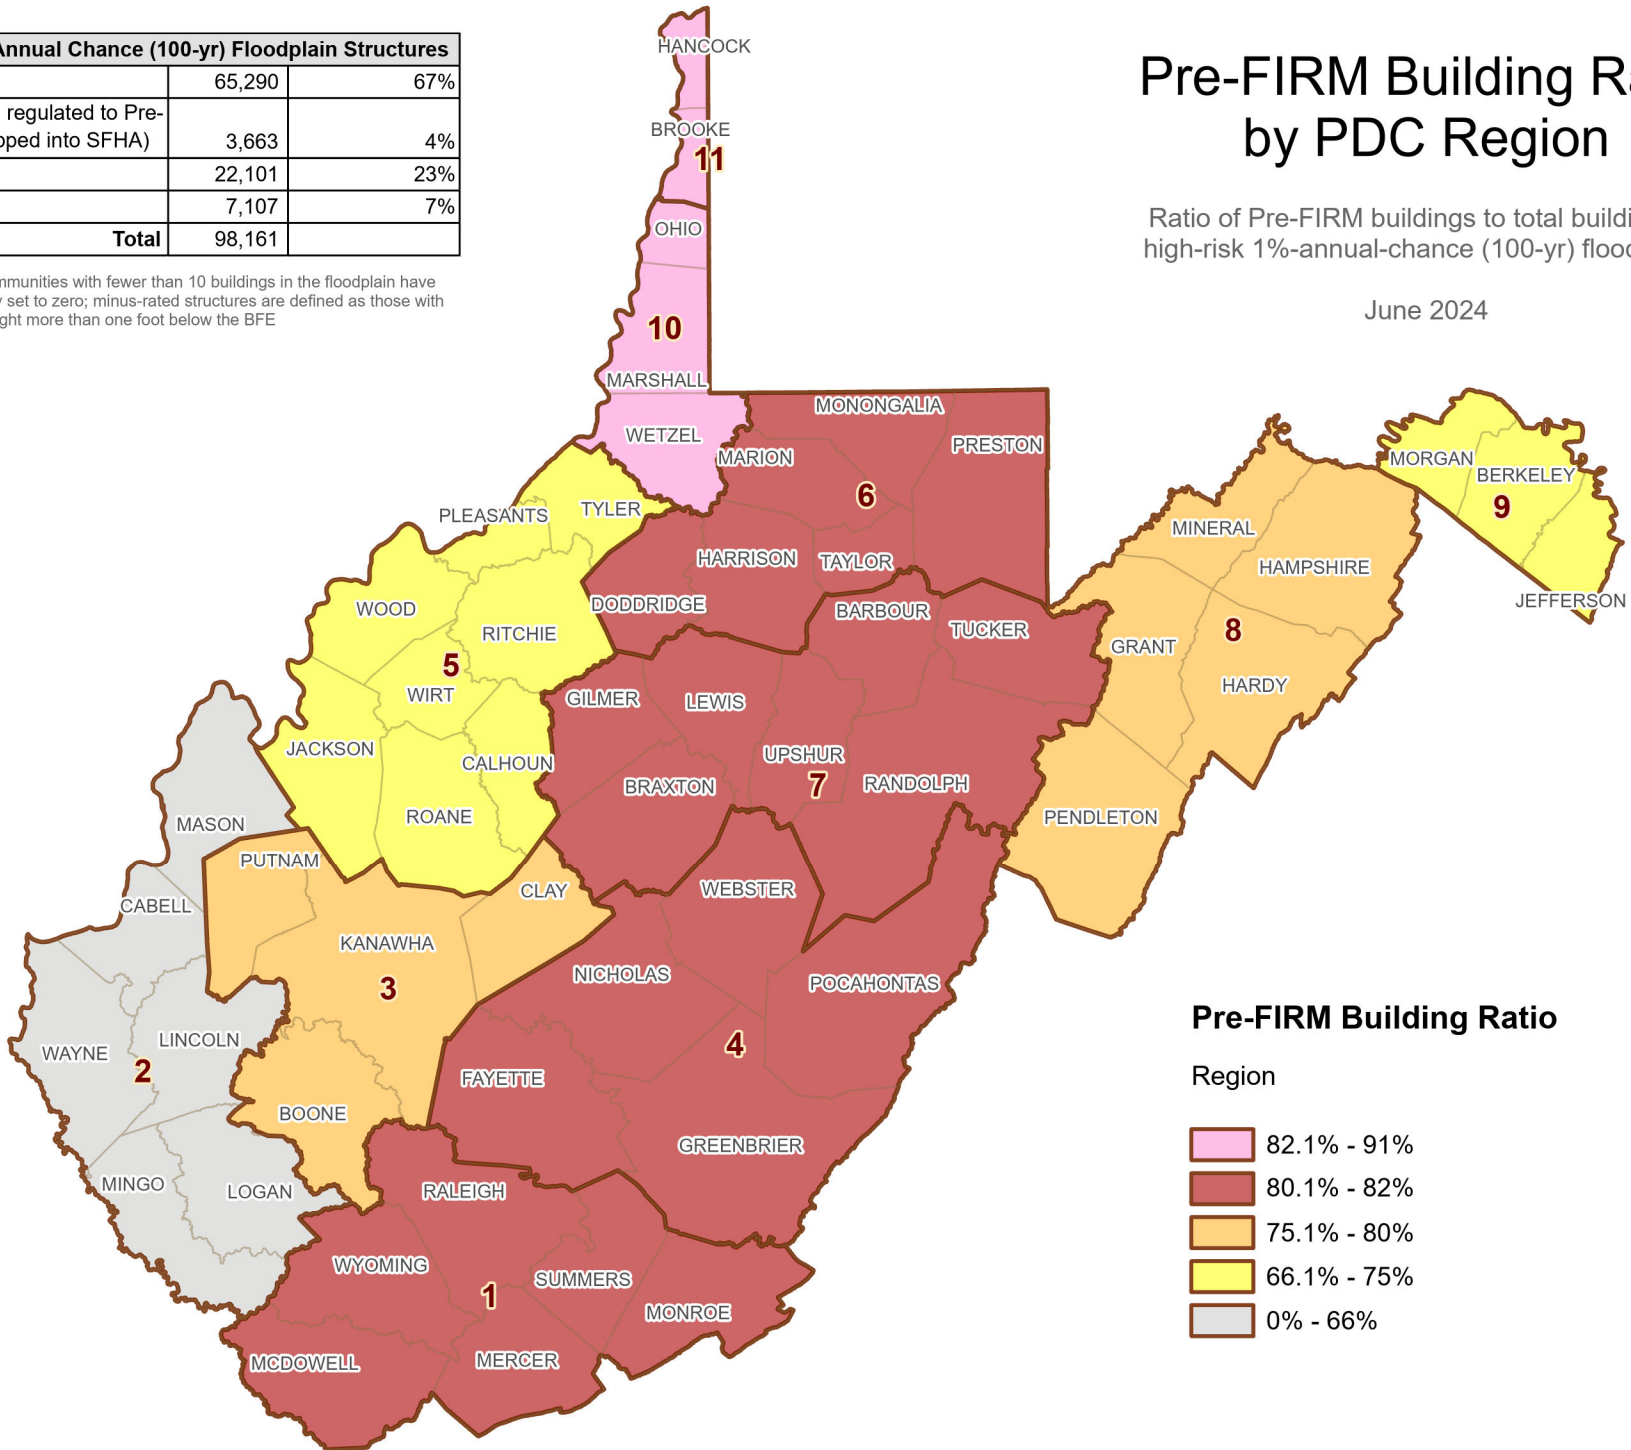 Annual Chance (100-yr) Floodplain Structures
65,290 67%
regulated to Pre-
pped into SFHA) 3,663 4%
22,101 23%
7,107 7%
Total 98,161
mmunities with fewer than 10 buildings in the floodplain have
y set to zero; minus-rated structures are defined as those with
ght more than one foot below the BFE
Pre-FIRM Building Ra
by PDC Region
Ratio of Pre-FIRM buildings to total buildi
high-risk 1%-annual-chance (100-yr) floo
June 2024
HANCOCK
BROOKE
11
OHIO
10
MARSHALL
WETZEL
MONONGALIA
PRESTON
MARION
6
TYLER
PLEASANTS
HARRISON
TAYLOR
DODDRIDGE
BARBOUR
TUCKER
WOOD
RITCHIE
5
WIRT
GILMER
LEWIS
JACKSON
CALHOUN
UPSHUR
7
RANDOLPH
BRAXTON
ROANE
MORGAN
BERKELEY
9
JEFFERSON
MINERAL
HAMPSHIRE
8
GRANT
HARDY
PENDLETON
MASON
PUTNAM
CLAY
WEBSTER
CABELL
KANAWHA
3
NICHOLAS
POCAHONTAS
LINCOLN
WAYNE
2
4
FAYETTE
BOONE
GREENBRIER
MINGO
LOGAN
RALEIGH
WYOMING
SUMMERS
1
MONROE
MCDOWELL
MERCER
Pre-FIRM Building Ratio
Region
82.1% - 91%
80.1% - 82%
75.1% - 80%
66.1% - 75%
0% - 66%